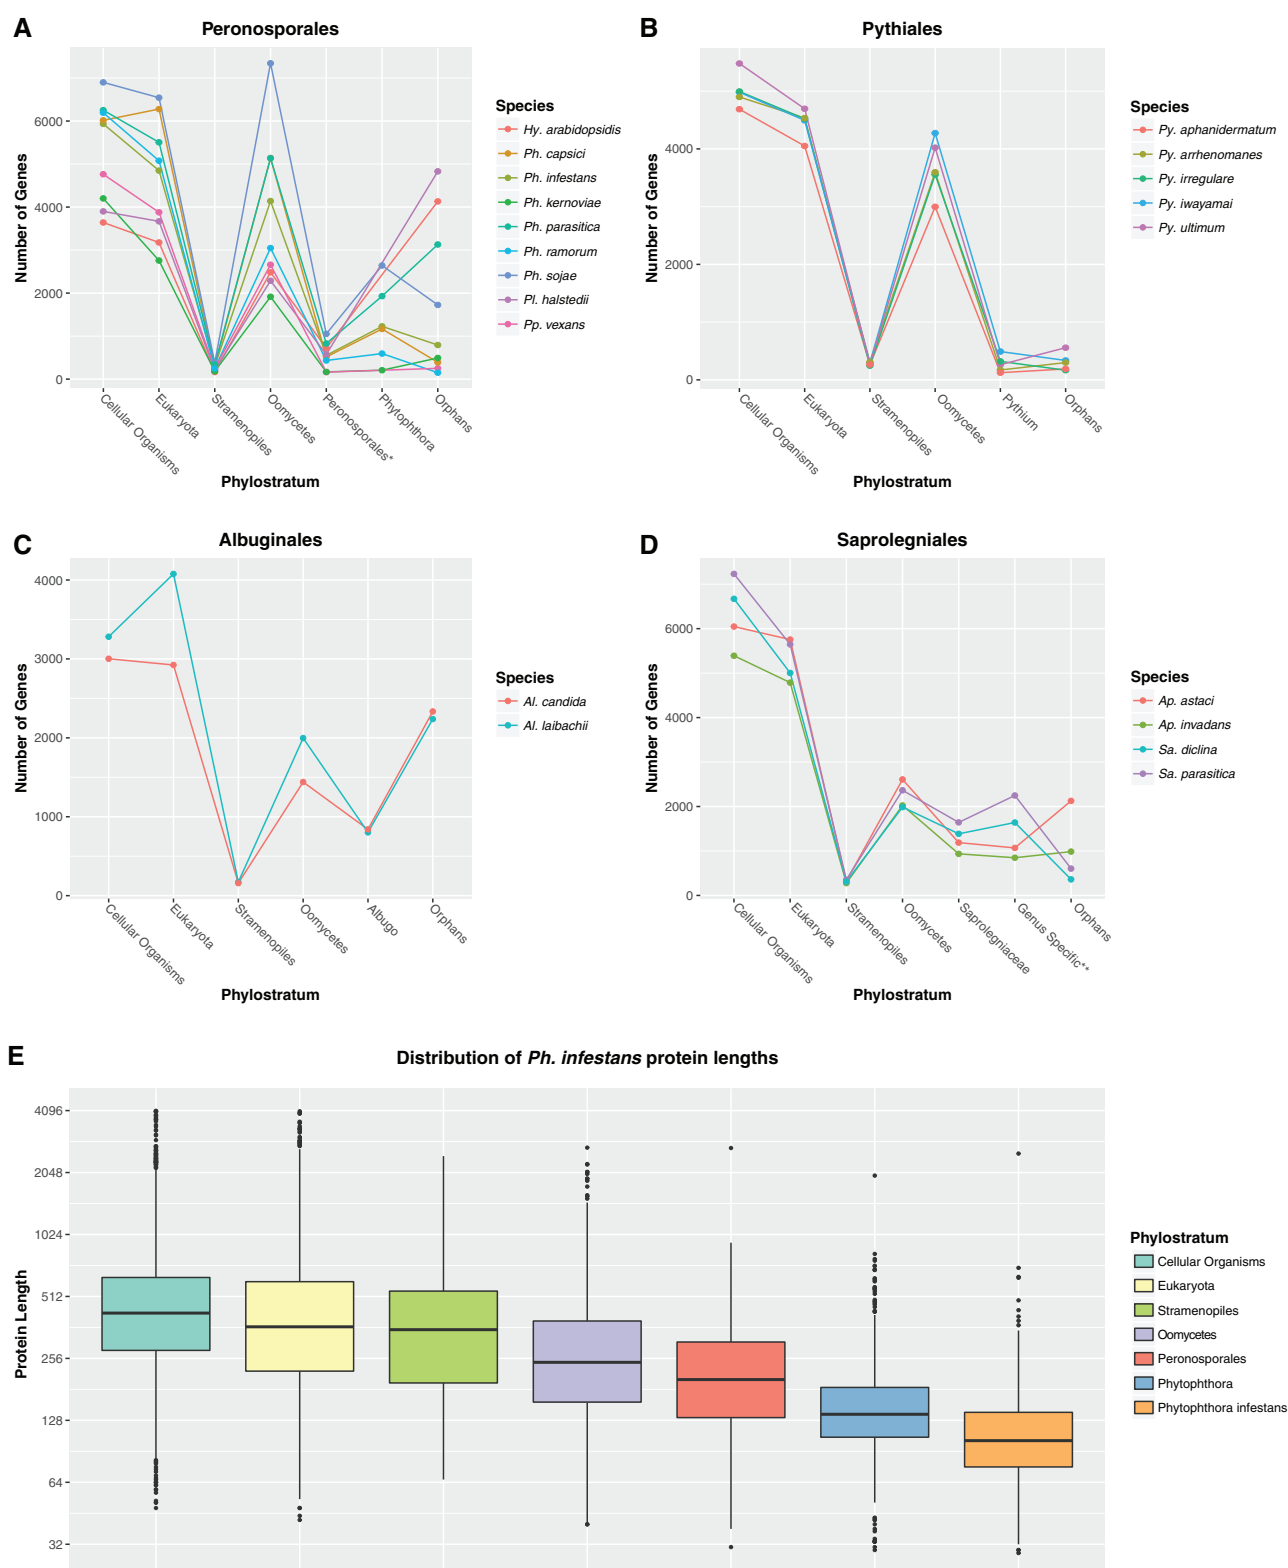 A
Peronosporales
Number of Genes
6000
4000
2000
0
Cellular Organisms
Eukaryota
Stramenopiles
Oomycetes
Peronosporales*
Phytophthora
Orphans
Phylostratum
Species
Hy. arabidopsidis
Ph. capsici
Ph. infestans
Ph. kernoviae
Ph. parasitica
Ph. ramorum
Ph. sojae
Pl. halstedii
Pp. vexans
B
Pythiales
Number of Genes
4000
2000
0
Cellular Organisms
Eukaryota
Stramenopiles
Oomycetes
Pythium
Orphans
Phylostratum
Species
Py. aphanidermatum
Py. arrhenomanes
Py. irregulare
Py. iwayamai
Py. ultimum
C
Albuginales
Number of Genes
4000
3000
2000
1000
0
Cellular Organisms
Eukaryota
Stramenopiles
Oomycetes
Albugo
Orphans
Phylostratum
Species
Al. candida
Al. laibachii
D
Saprolegniales
Number of Genes
6000
4000
2000
0
Cellular Organisms
Eukaryota
Stramenopiles
Oomycetes
Saprolegniaceae
Genus Specific**
Orphans
Phylostratum
Species
Ap. astaci
Ap. invadans
Sa. diclina
Sa. parasitica
E
Distribution of Ph. infestans protein lengths
Protein Length
4096
2048
1024
512
256
128
64
32
Phylostratum
Cellular Organisms
Eukaryota
Stramenopiles
Oomycetes
Peronosporales
Phytophthora
Phytophthora infestans